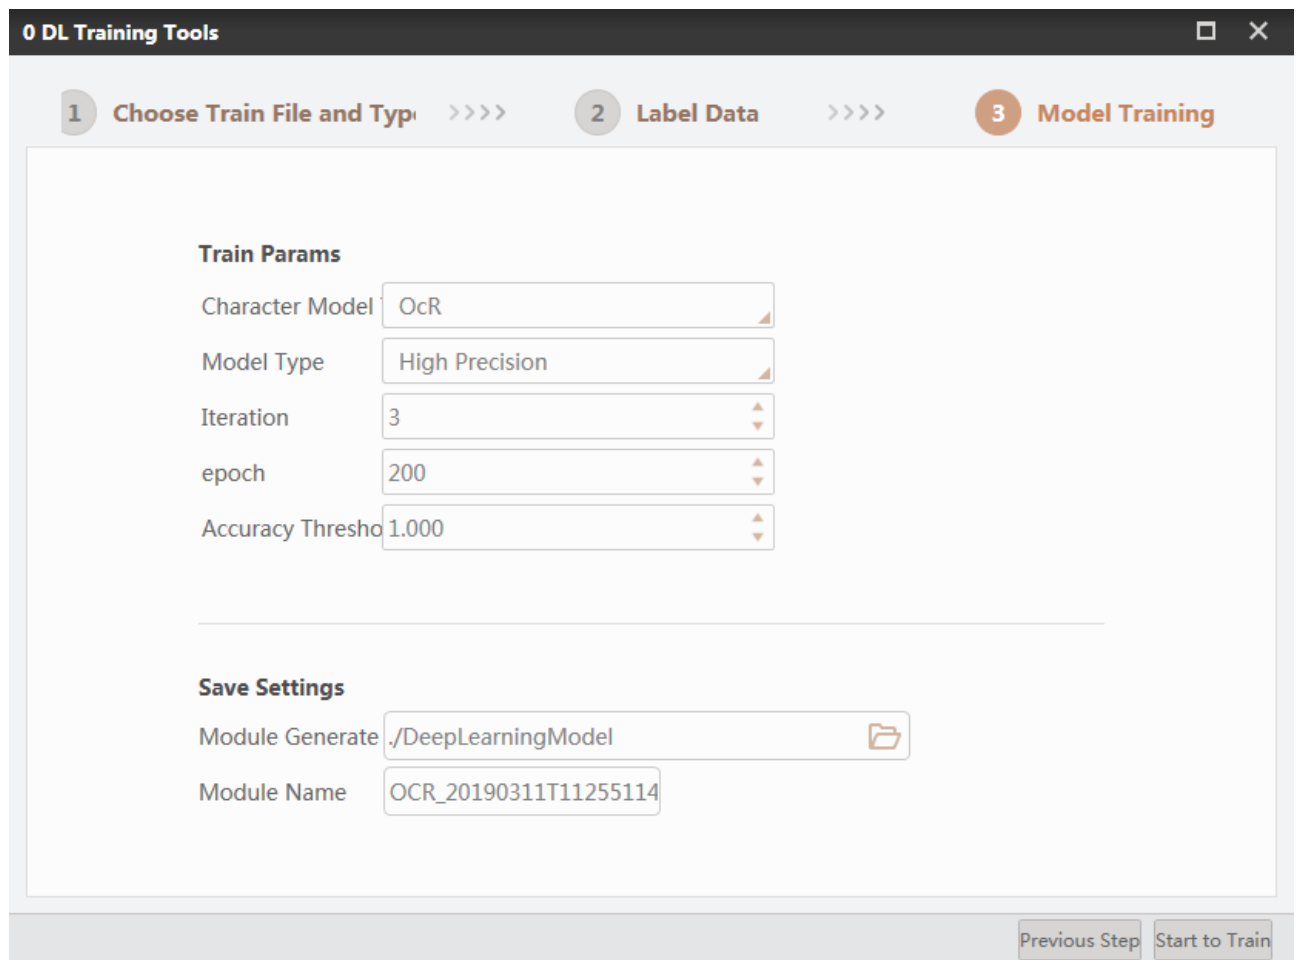 0 DL Training Tools
1 Choose Train File and Typ >>>> 2 Label Data >>>> 3 Model Training
Train Params
Character Model OcR
Model Type High Precision
Iteration 3
epoch 200
Accuracy Thresho 1.000
Save Settings
Module Generate ./DeepLearningModel
Module Name OCR_20190311T11255114
Previous Step Start to Train